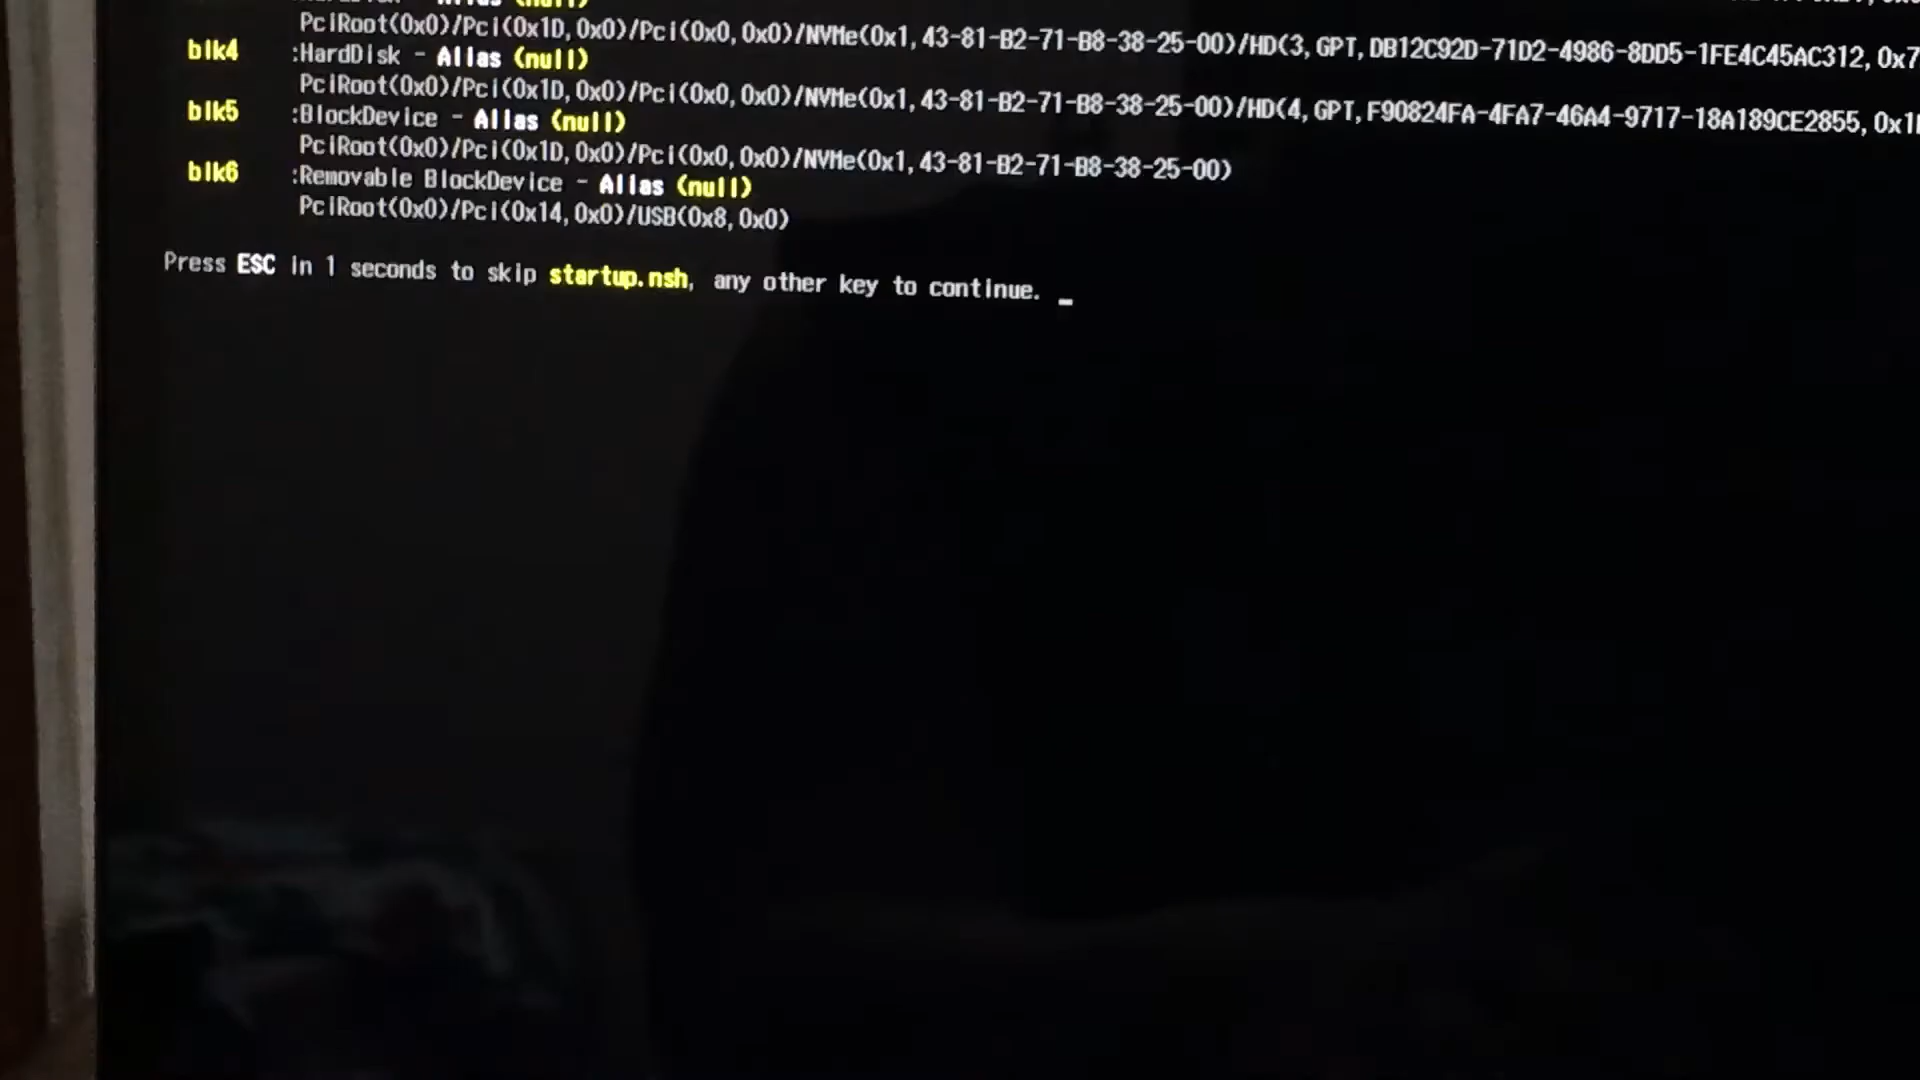 Alias (null)
PciRoot(0x0)/Pci(0x1D,0x0)/Pci(0x0,0x0)/NVMe(0x1,43-81-B2-71-B8-38-25-00)/HD(3,GPT,DB12C92D-71D2-4986-8DD5-1FE4C45AC312,0x7
blk4 :HardDisk - Alias (null)
PciRoot(0x0)/Pci(0x1D,0x0)/Pci(0x0,0x0)/NVMe(0x1,43-81-B2-71-B8-38-25-00)/HD(4,GPT,F90824FA-4FA7-46A4-9717-18A189CE2855,0x1
blk5 :BlockDevice - Alias (null)
PciRoot(0x0)/Pci(0x1D,0x0)/Pci(0x0,0x0)/NVMe(0x1,43-81-B2-71-B8-38-25-00)
blk6 :Removable BlockDevice - Alias (null)
PciRoot(0x0)/Pci(0x14,0x0)/USB(0x8,0x0)
Press ESC in 1 seconds to skip startup.nsh, any other key to continue. _